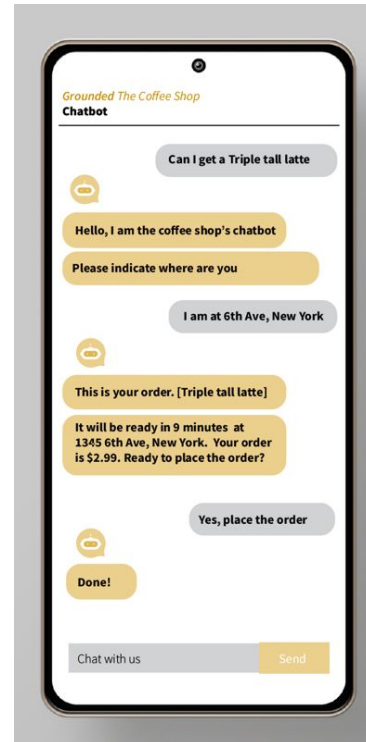 Grounded The Coffee Shop
Chatbot
Can I get a Triple tall latte
Hello, I am the coffee shop's chatbot
Please indicate where are you
I am at 6th Ave, New York
This is your order. [Triple tall latte]
It will be ready in 9 minutes at
1345 6th Ave, New York. Your order
is $2.99. Ready to place the order?
Yes, place the order
Done!
Chat with us
Send